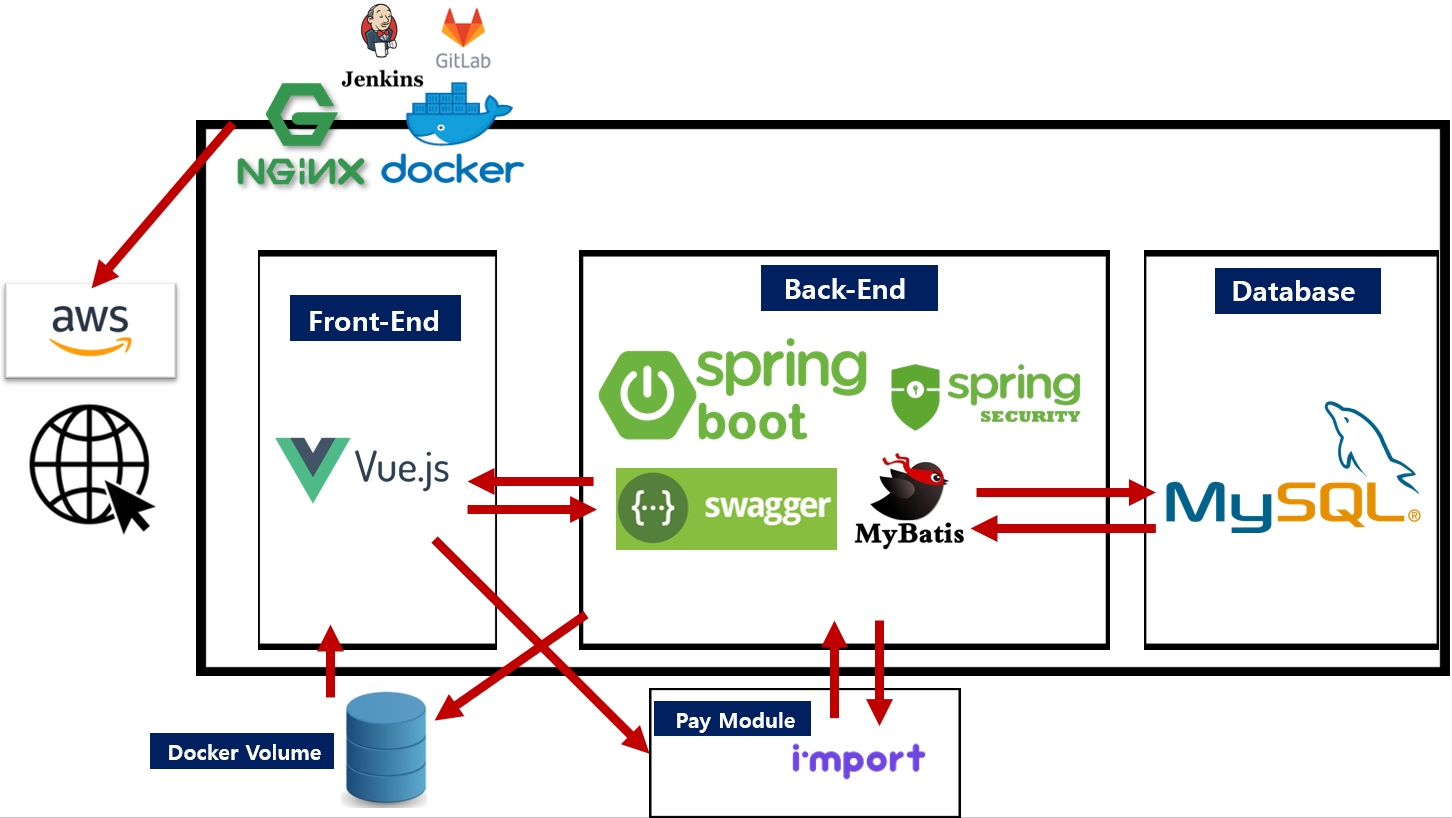 Jenkins
GitLab
NGiNX
docker
aws
Front-End
Back-End
Database
spring
boot
spring
SECURITY
Vue.js
{···} swagger
MyBatis
MySQL®
Docker Volume
Pay Module
i·mport